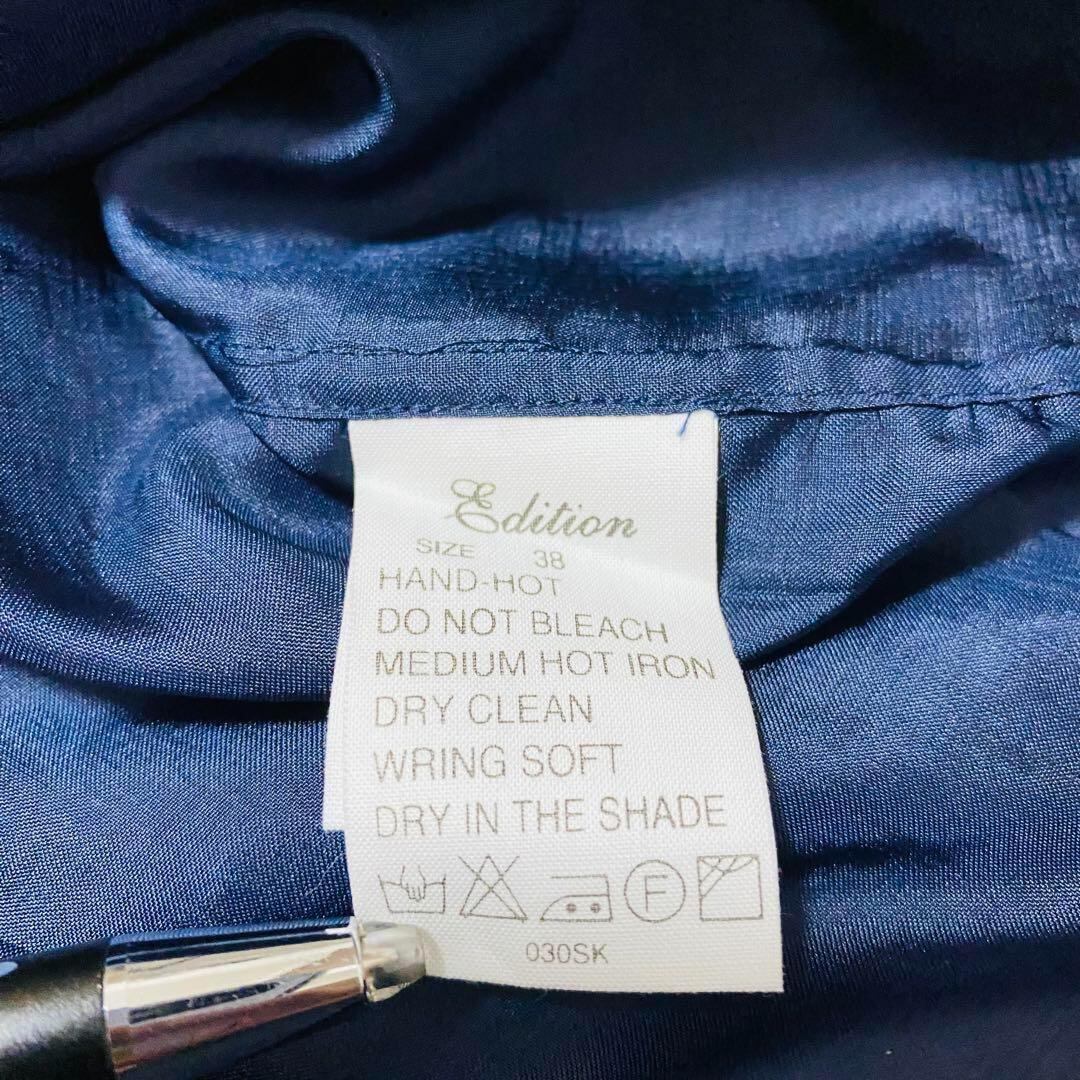 Edition
SIZE 38
HAND-HOT
DO NOT BLEACH
MEDIUM HOT IRON
DRY CLEAN
WRING SOFT
DRY IN THE SHADE
F
030SK